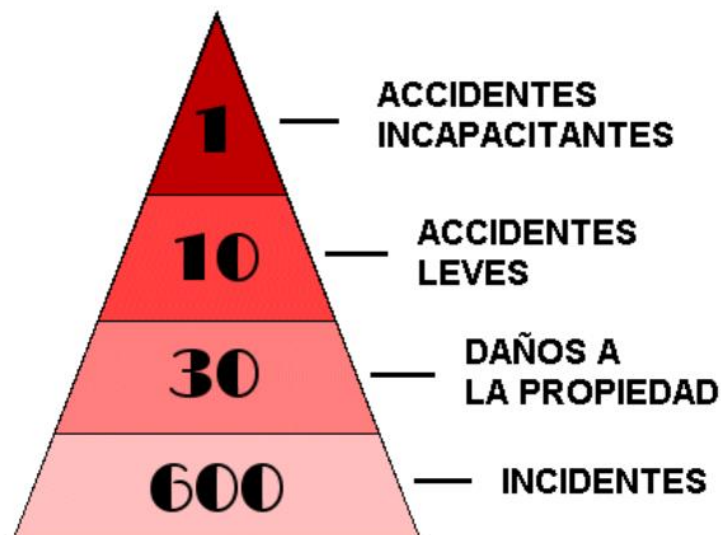 1
ACCIDENTES
INCAPACITANTES
10
ACCIDENTES
LEVES
30
DAÑOS A
LA PROPIEDAD
600
INCIDENTES